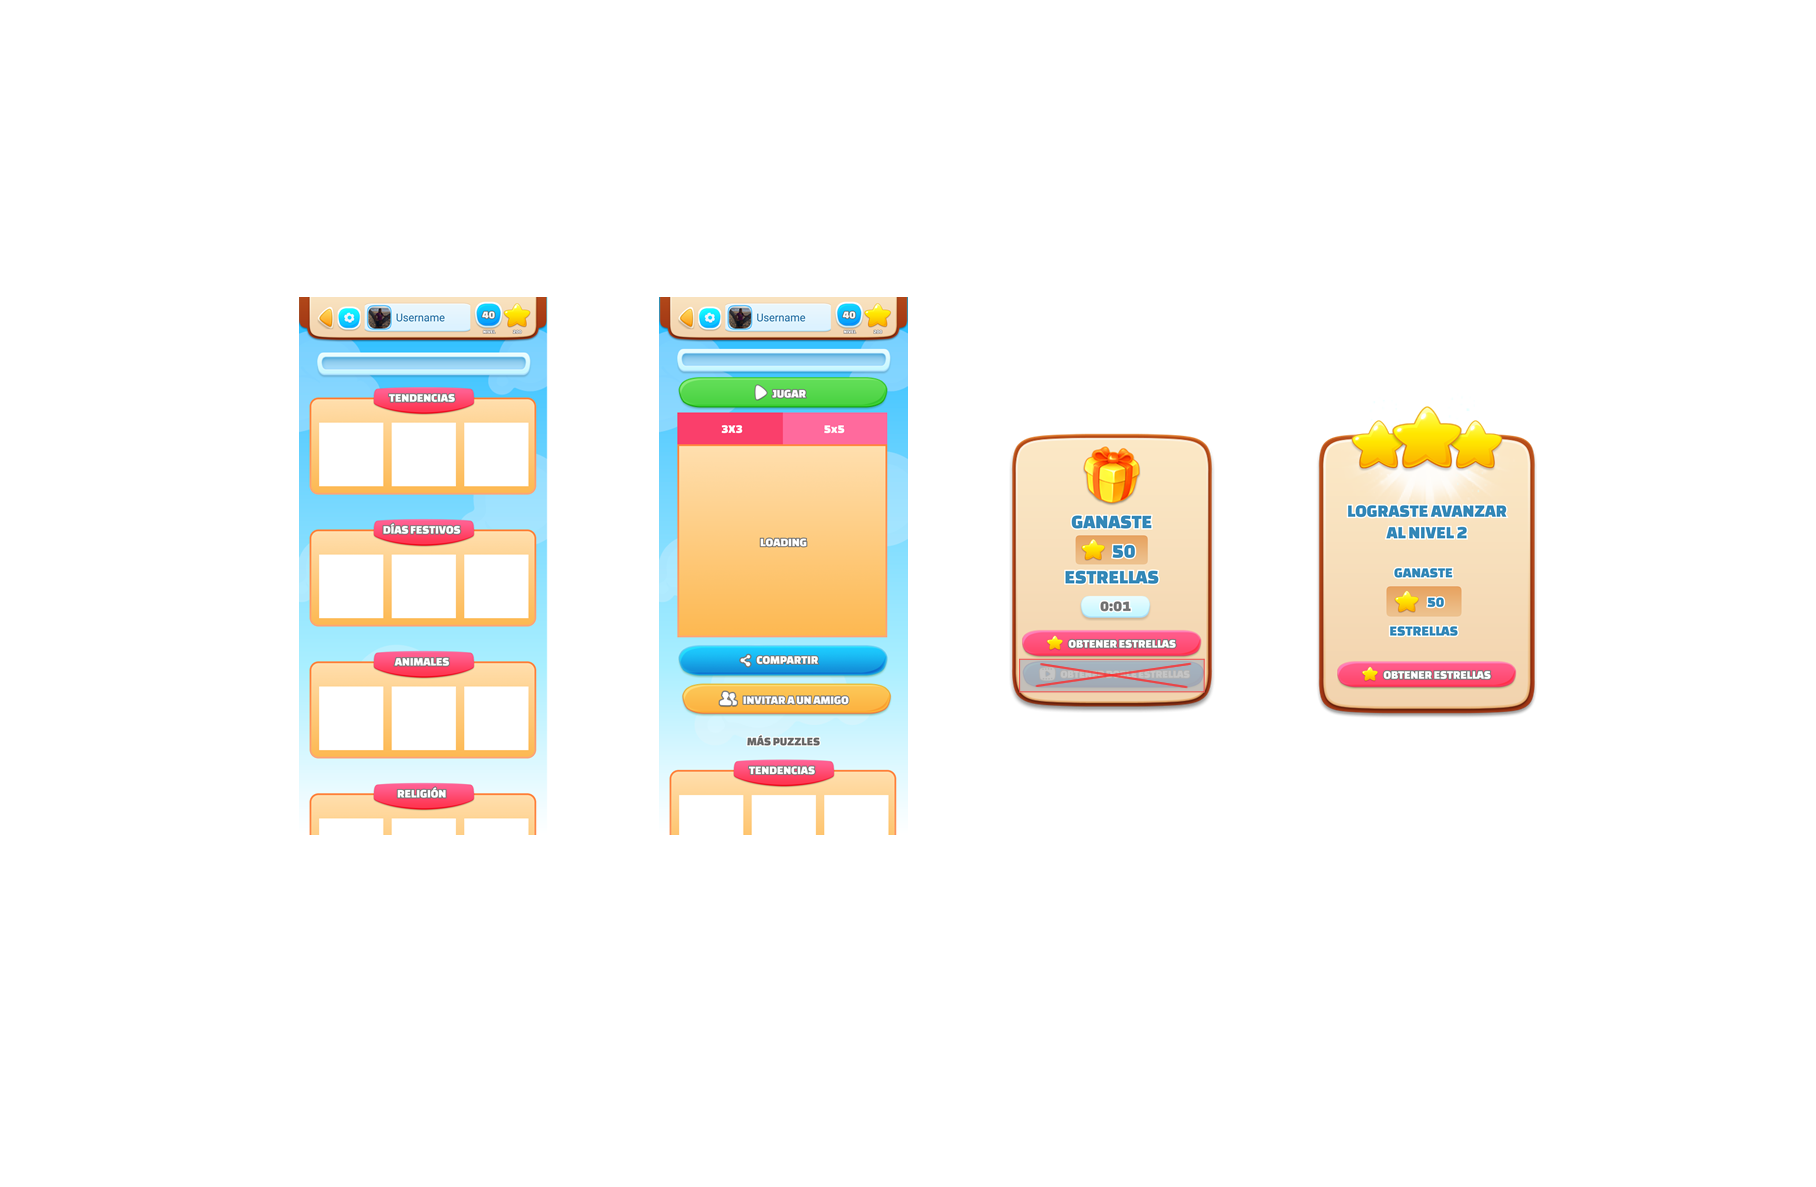 Username
40
NIVEL
TENDENCIAS
DÍAS FESTIVOS
ANIMALES
RELIGIÓN
Username
40
NIVEL
JUGAR
3X3
5x5
LOADING
COMPARTIR
INVITAR A UN AMIGO
MÁS PUZZLES
TENDENCIAS
GANASTE
50
ESTRELLAS
0:01
OBTENER ESTRELLAS
ESTRELLAS
LOGRASTE AVANZAR
AL NIVEL 2
GANASTE
50
ESTRELLAS
OBTENER ESTRELLAS